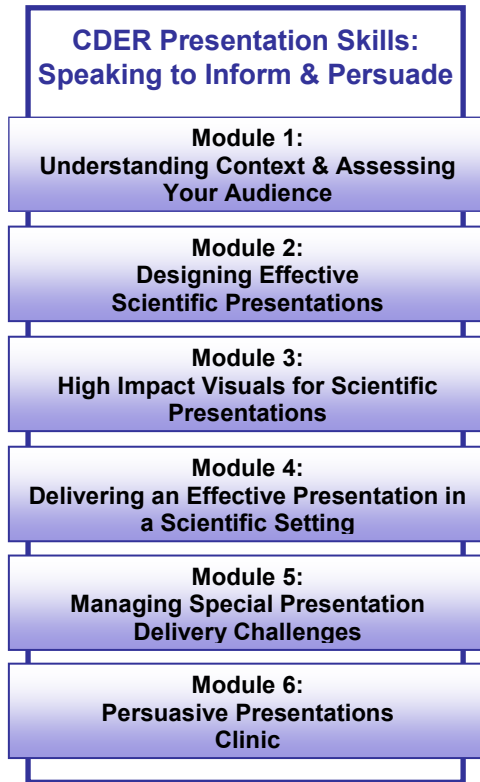 CDER Presentation Skills:
Speaking to Inform & Persuade
Module 1:
Understanding Context & Assessing
Your Audience
Module 2:
Designing Effective
Scientific Presentations
Module 3:
High Impact Visuals for Scientific
Presentations
Module 4:
Delivering an Effective Presentation in
a Scientific Setting
Module 5:
Managing Special Presentation
Delivery Challenges
Module 6:
Persuasive Presentations
Clinic